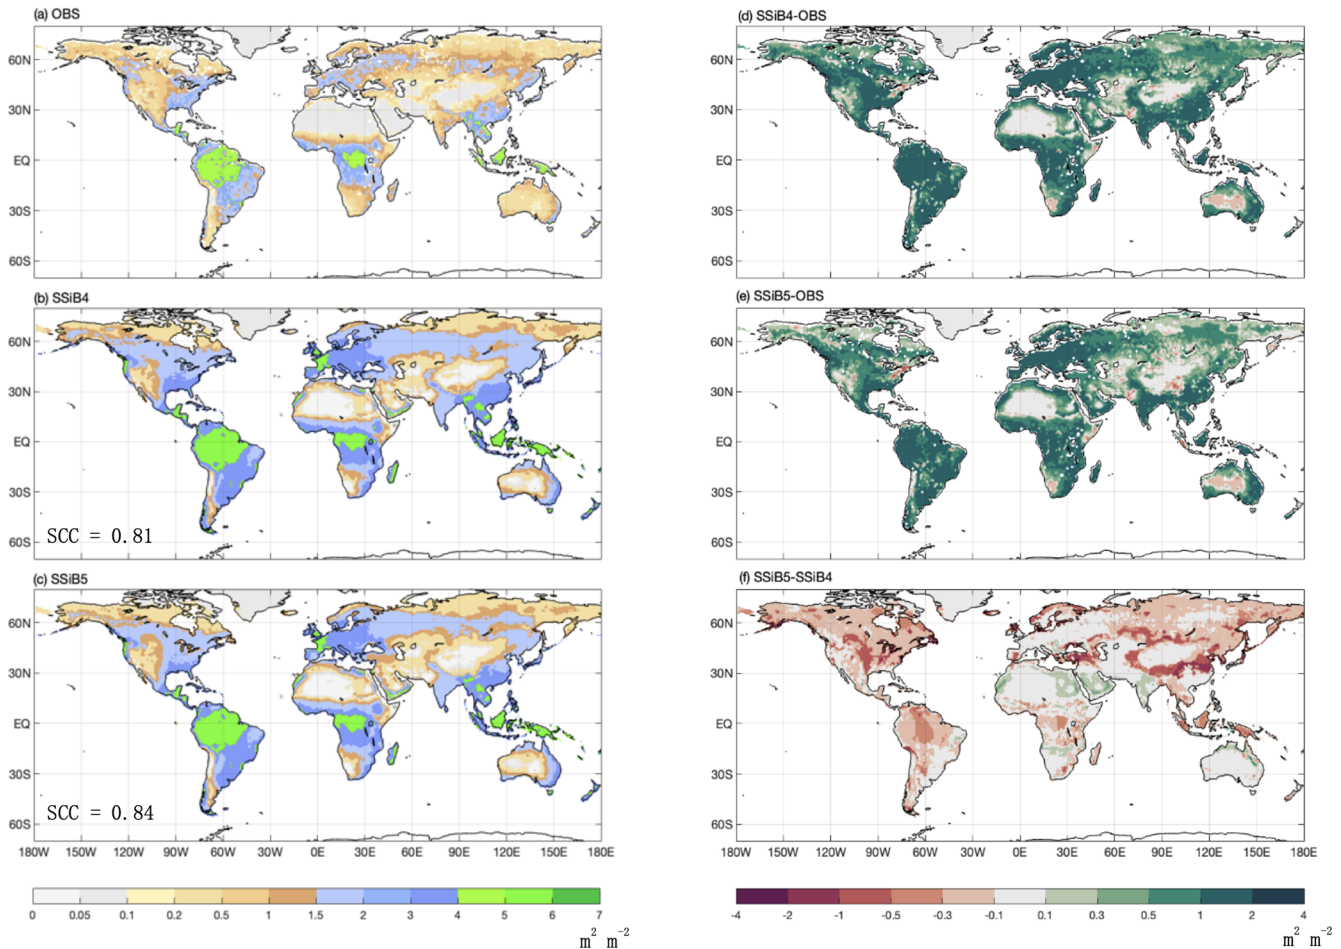 (a) OBS
60N
30N
EQ
30S
60S
(b) SSiB4
60N
30N
EQ
30S
60S
SCC = 0.81
(c) SSiB5
60N
30N
EQ
30S
60S
SCC = 0.84
180W 150W 120W 90W 60W 30W 0E 30E 60E 90E 120E 150E 180E
0 0.05 0.1 0.2 0.5 1 1.5 2 3 4 5 6 7
m² m⁻²
(d) SSiB4-OBS
60N
30N
EQ
30S
60S
(e) SSiB5-OBS
60N
30N
EQ
30S
60S
(f) SSiB5-SSiB4
60N
30N
EQ
30S
60S
180W 150W 120W 90W 60W 30W 0E 30E 60E 90E 120E 150E 180E
-4 -2 -1 -0.5 -0.3 -0.1 0.1 0.3 0.5 1 2 4
m² m⁻²